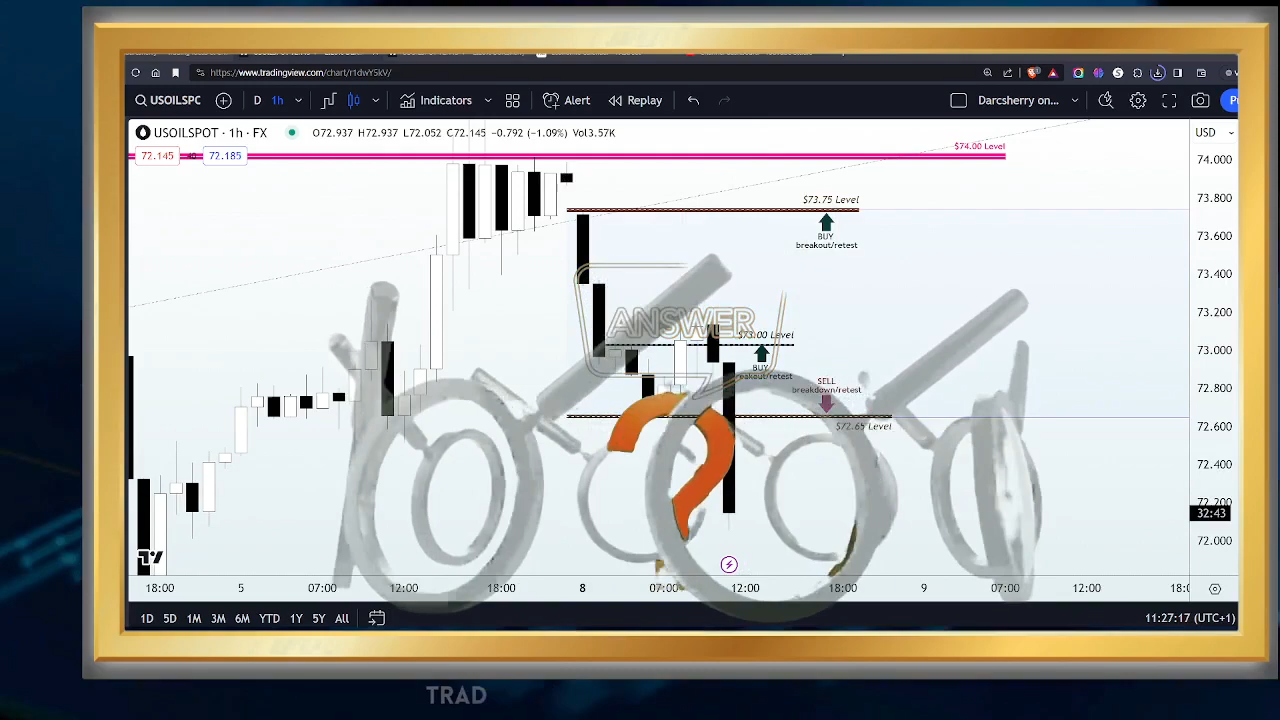 https://www.tradingview.com/chart/r1dwY5kV/
USOILSPC D 1h Indicators Alert Replay Darcsherry on...
USOILSPOT · 1h · FX O72.937 H72.937 L72.052 C72.145 −0.792 (−1.09%) Vol3.57K
USD
72.145 40 72.185
$74.00 Level
74.000
$73.75 Level
73.800
BUY
breakout/retest
73.600
73.400
ANSWER
73.200
$73.00 Level
73.000
BUY
eakout/retest
SELL
breakdown/retest
72.800
$72.65 Level
72.600
72.400
72.200
32:43
72.000
18:00 5 07:00 12:00 18:00 8 07:00 12:00 18:00 9 07:00 12:00 18:0
1D 5D 1M 3M 6M YTD 1Y 5Y All 11:27:17 (UTC+1)
TRAD